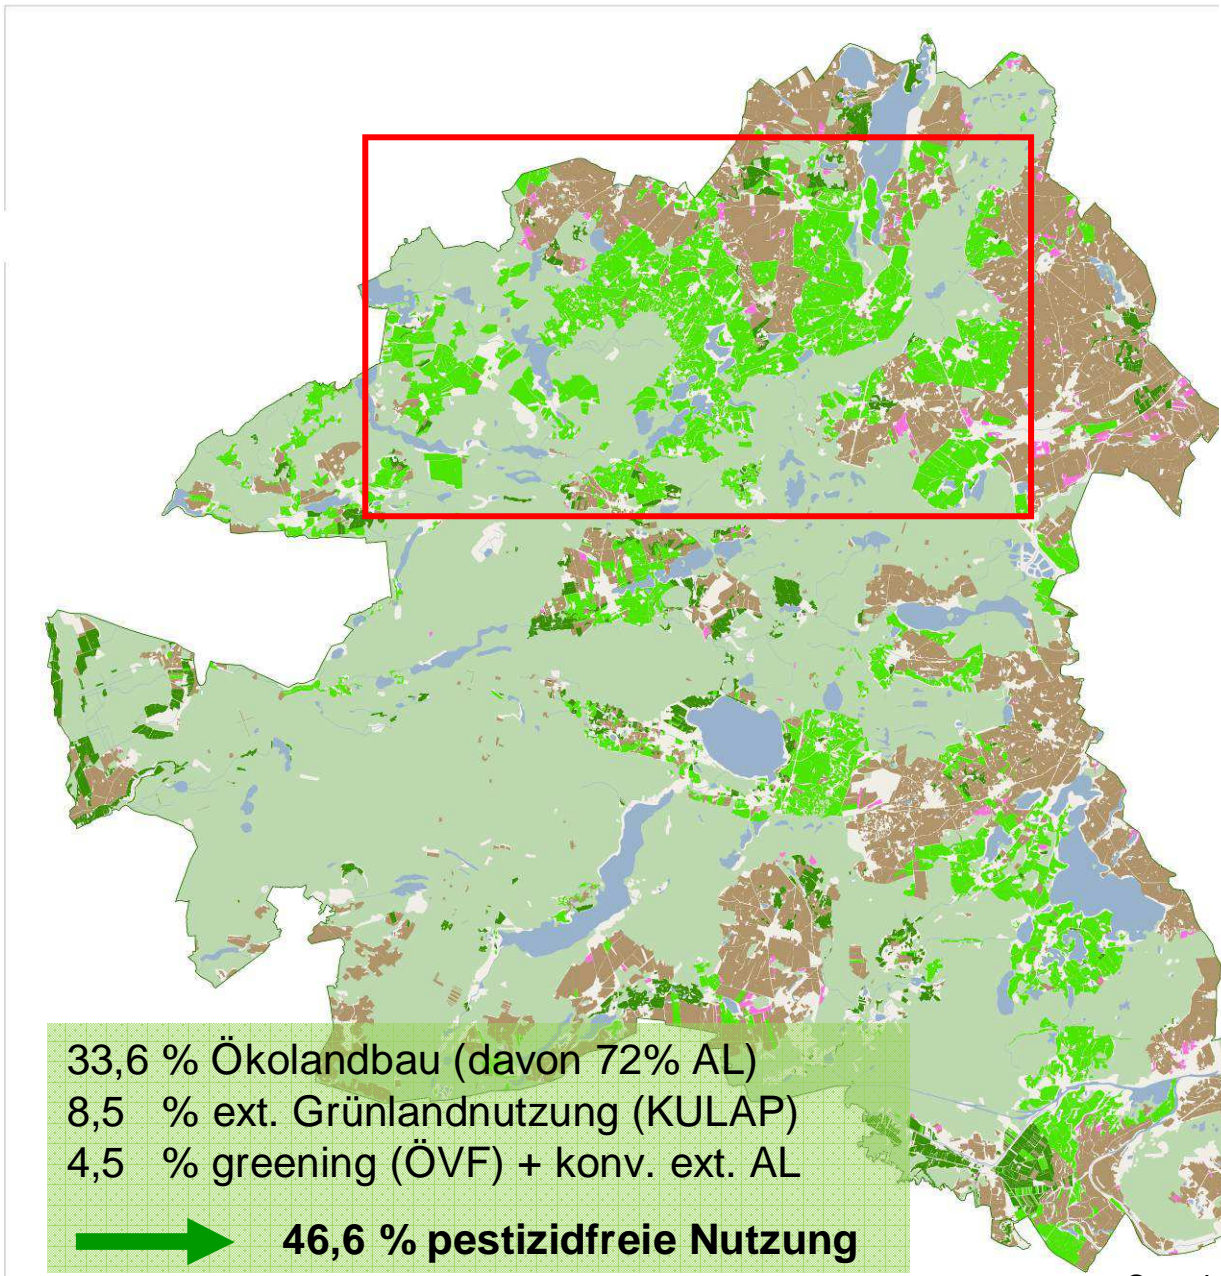 33,6 % Ökolandbau (davon 72% AL)
8,5 % ext. Grünlandnutzung (KULAP)
4,5 % greening (ÖVF) + konv. ext. AL
46,6 % pestizidfreie Nutzung